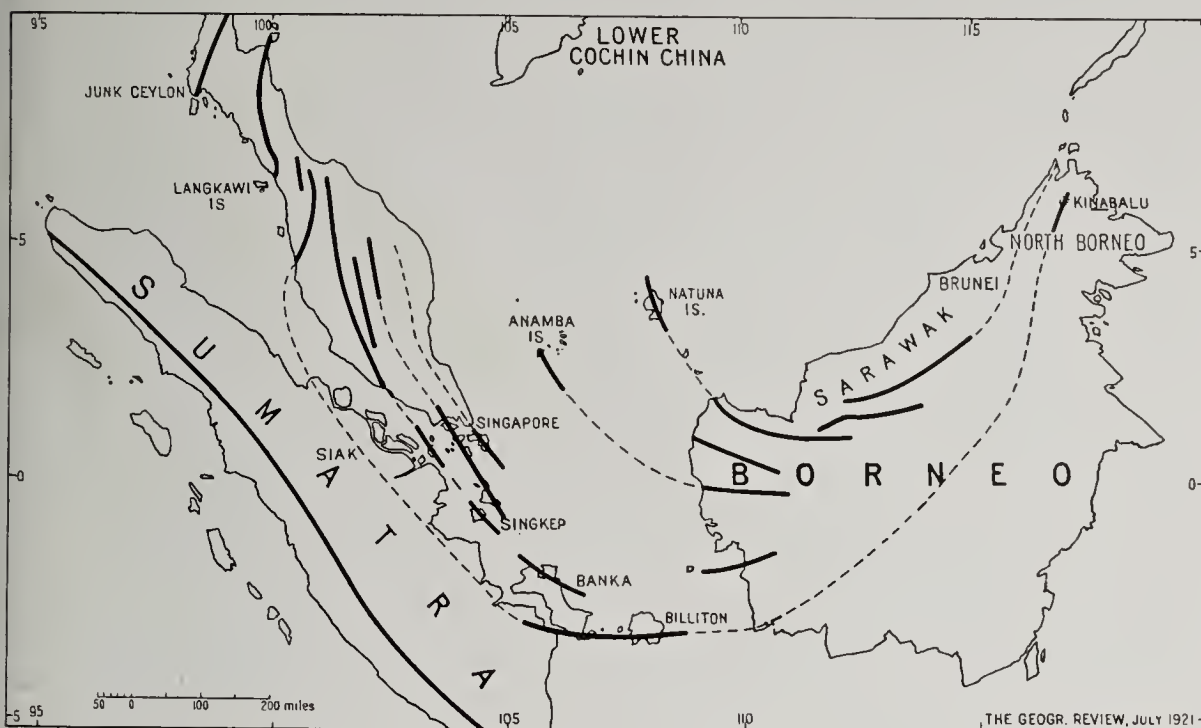 95
100
105
110
115
LOWER
COCHIN CHINA
JUNK CEYLON
LANGKAWI
IS
KINABALU
NORTH BORNEO
5
5
BRUNEI
NATUNA
IS.
ANAMBA
IS.
SARAWAK
SUMATRA
SINGAPORE
SIAK
0
BORNEO
0
SINGKEP
BANKA
BILLITON
50 0 100 200 miles
5
95
105
110
THE GEOGR. REVIEW, JULY 1921